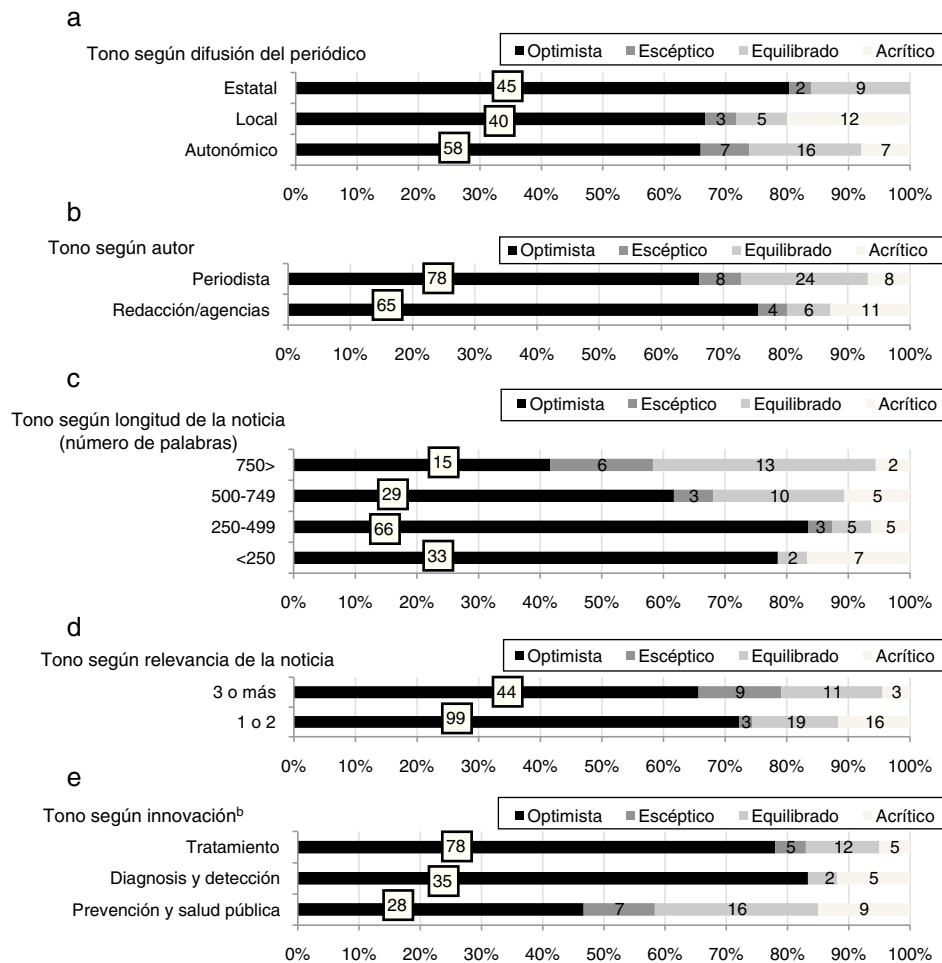 a
Tono según difusión del periódico
Optimista Escéptico Equilibrado Acrítico
Estatal 45 2 9
Local 40 3 5 12
Autonómico 58 7 16 7
0% 10% 20% 30% 40% 50% 60% 70% 80% 90% 100%
b
Tono según autor
Optimista Escéptico Equilibrado Acrítico
Periodista 78 8 24 8
Redacción/agencias 65 4 6 11
0% 10% 20% 30% 40% 50% 60% 70% 80% 90% 100%
c
Optimista Escéptico Equilibrado Acrítico
Tono según longitud de la noticia
(número de palabras)
750> 15 6 13 2
500-749 29 3 10 5
250-499 66 3 5 5
<250 33 2 7
0% 10% 20% 30% 40% 50% 60% 70% 80% 90% 100%
d
Tono según relevancia de la noticia
Optimista Escéptico Equilibrado Acrítico
3 o más 44 9 11 3
1 o 2 99 3 19 16
0% 10% 20% 30% 40% 50% 60% 70% 80% 90% 100%
e
Tono según innovaciónᵇ
Optimista Escéptico Equilibrado Acrítico
Tratamiento 78 5 12 5
Diagnosis y detección 35 2 5
Prevención y salud pública 28 7 16 9
0% 10% 20% 30% 40% 50% 60% 70% 80% 90% 100%